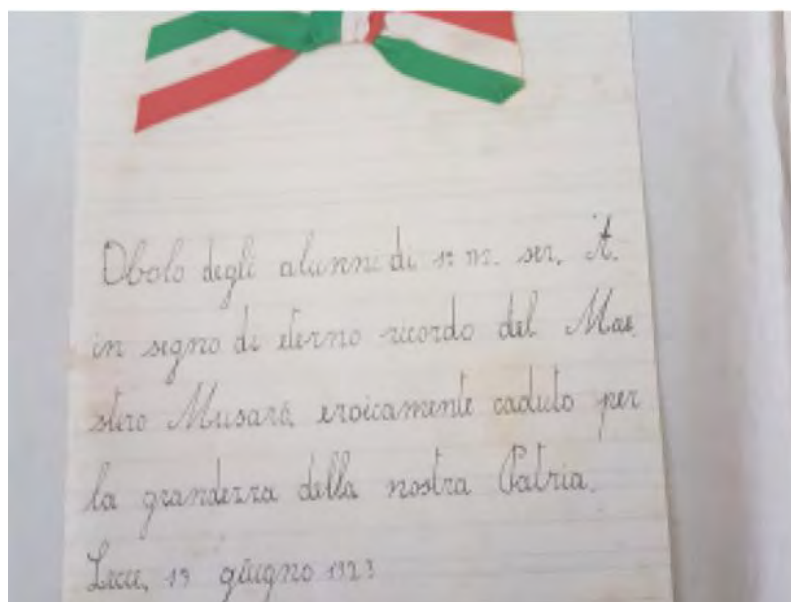 Obolo degli alunni di 1ª m. sez. A.
in segno di eterno ricordo del Mae
stro Musarò, eroicamente caduto per
la grandezza della nostra Patria.
Lecce, 19 giugno 1923